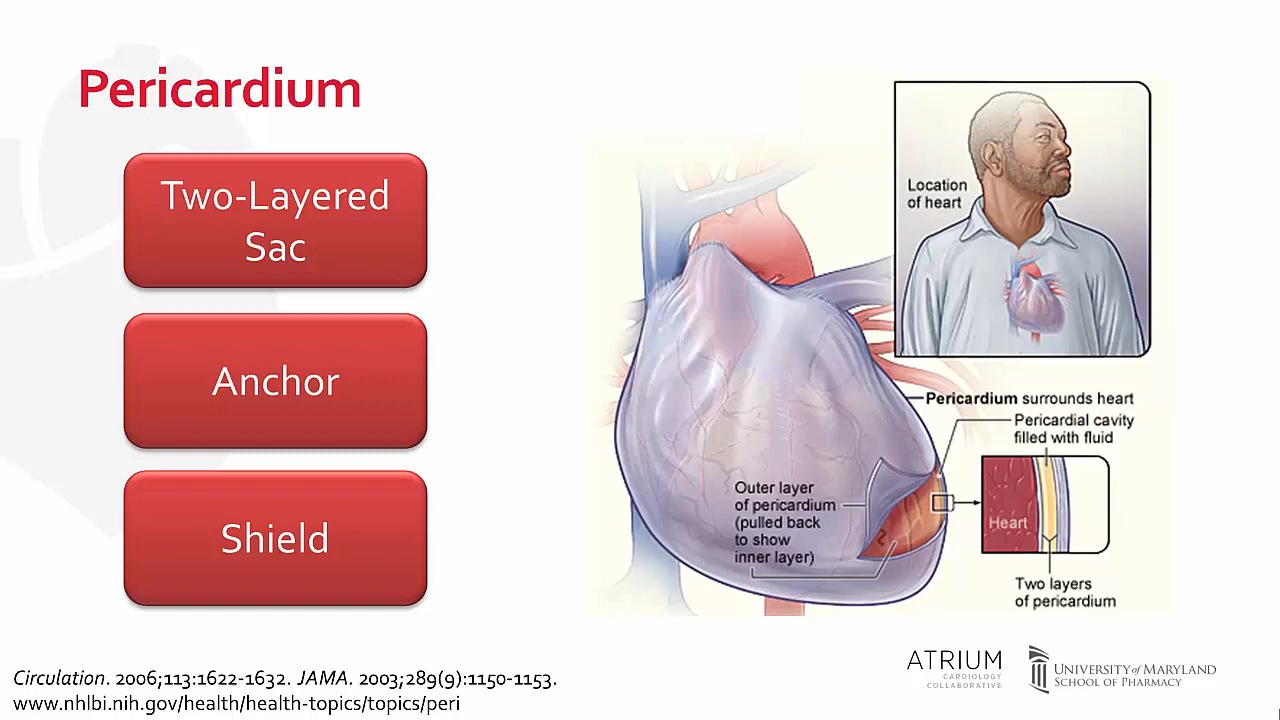 Pericardium
Two-Layered
Sac
Anchor
Shield
Location
of heart
Pericardium surrounds heart
Pericardial cavity
filled with fluid
Outer layer
of pericardium
(pulled back
to show
inner layer)
Heart
Two layers
of pericardium
Circulation. 2006;113:1622-1632. JAMA. 2003;289(9):1150-1153.
www.nhlbi.nih.gov/health/health-topics/topics/peri
ATRIUM
CARDIOLOGY
COLLABORATIVE
UNIVERSITY of MARYLAND
SCHOOL OF PHARMACY